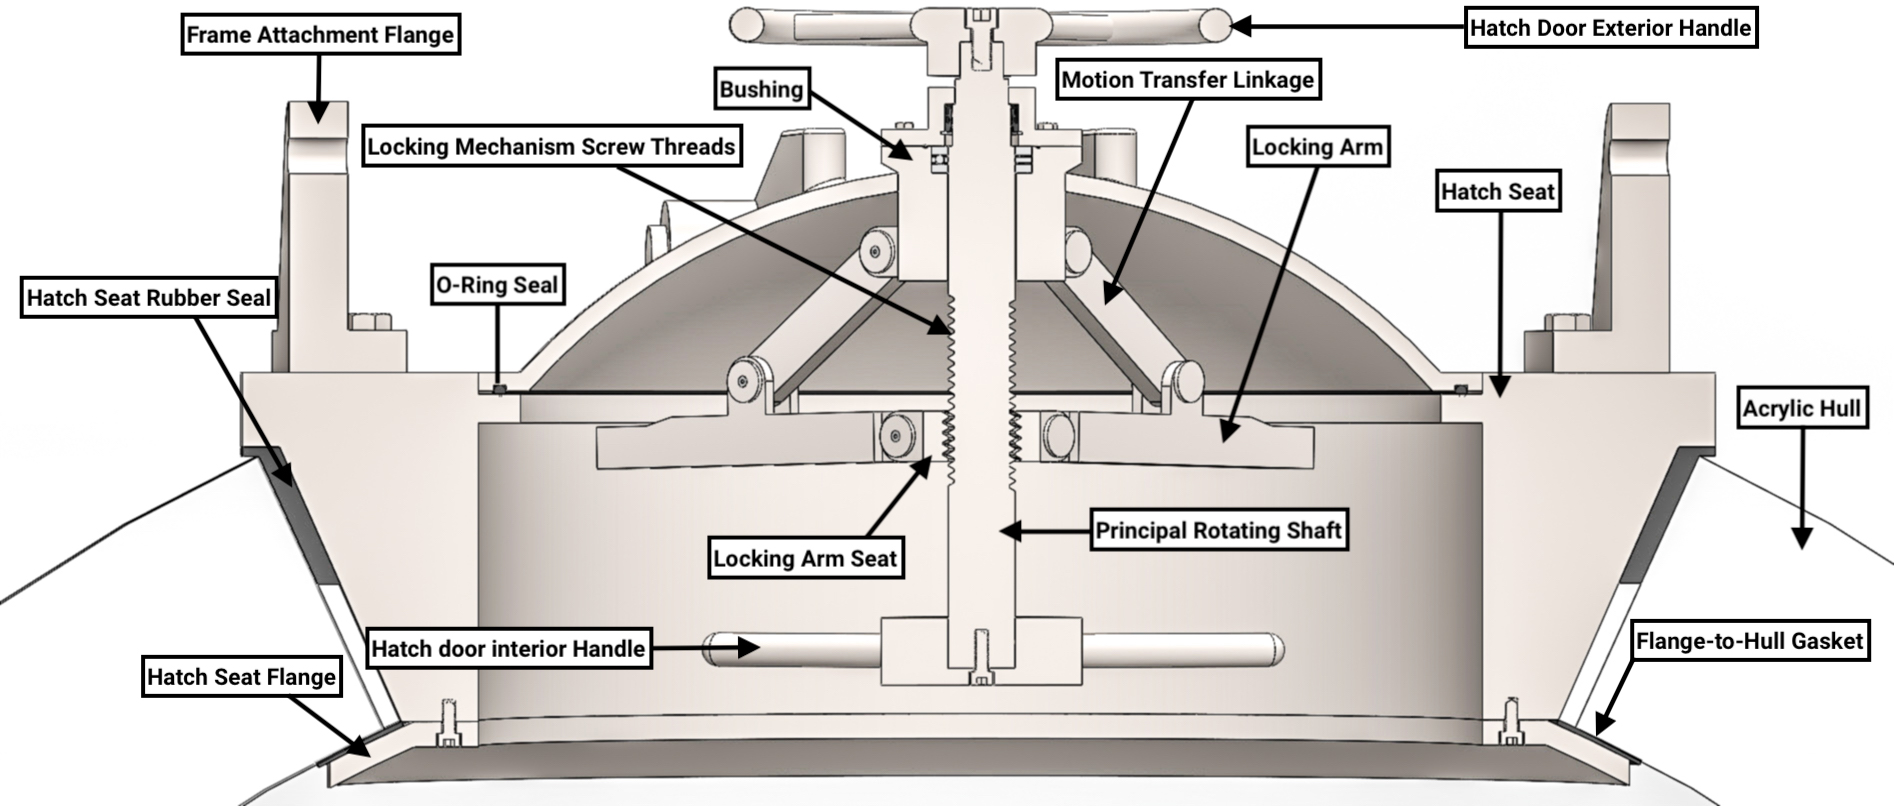 Frame Attachment Flange
Hatch Door Exterior Handle
Bushing
Motion Transfer Linkage
Locking Mechanism Screw Threads
Locking Arm
Hatch Seat
O-Ring Seal
Hatch Seat Rubber Seal
Acrylic Hull
Principal Rotating Shaft
Locking Arm Seat
Hatch door interior Handle
Flange-to-Hull Gasket
Hatch Seat Flange